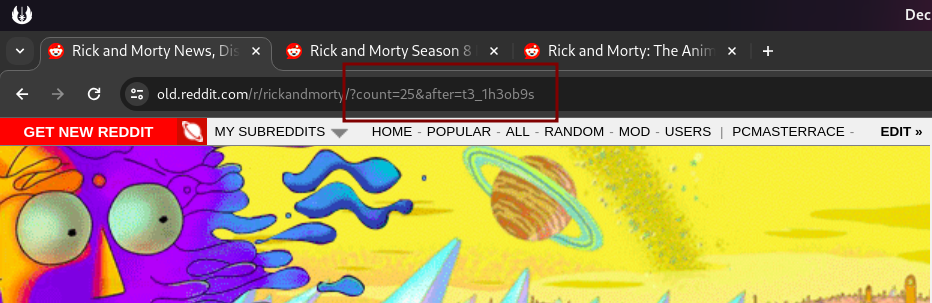 Dec
Rick and Morty News, Dis
Rick and Morty Season 8
Rick and Morty: The Anim
old.reddit.com/r/rickandmorty/?count=25&after=t3_1h3ob9s
GET NEW REDDIT MY SUBREDDITS HOME - POPULAR - ALL - RANDOM - MOD - USERS | PCMASTERRACE - EDIT »